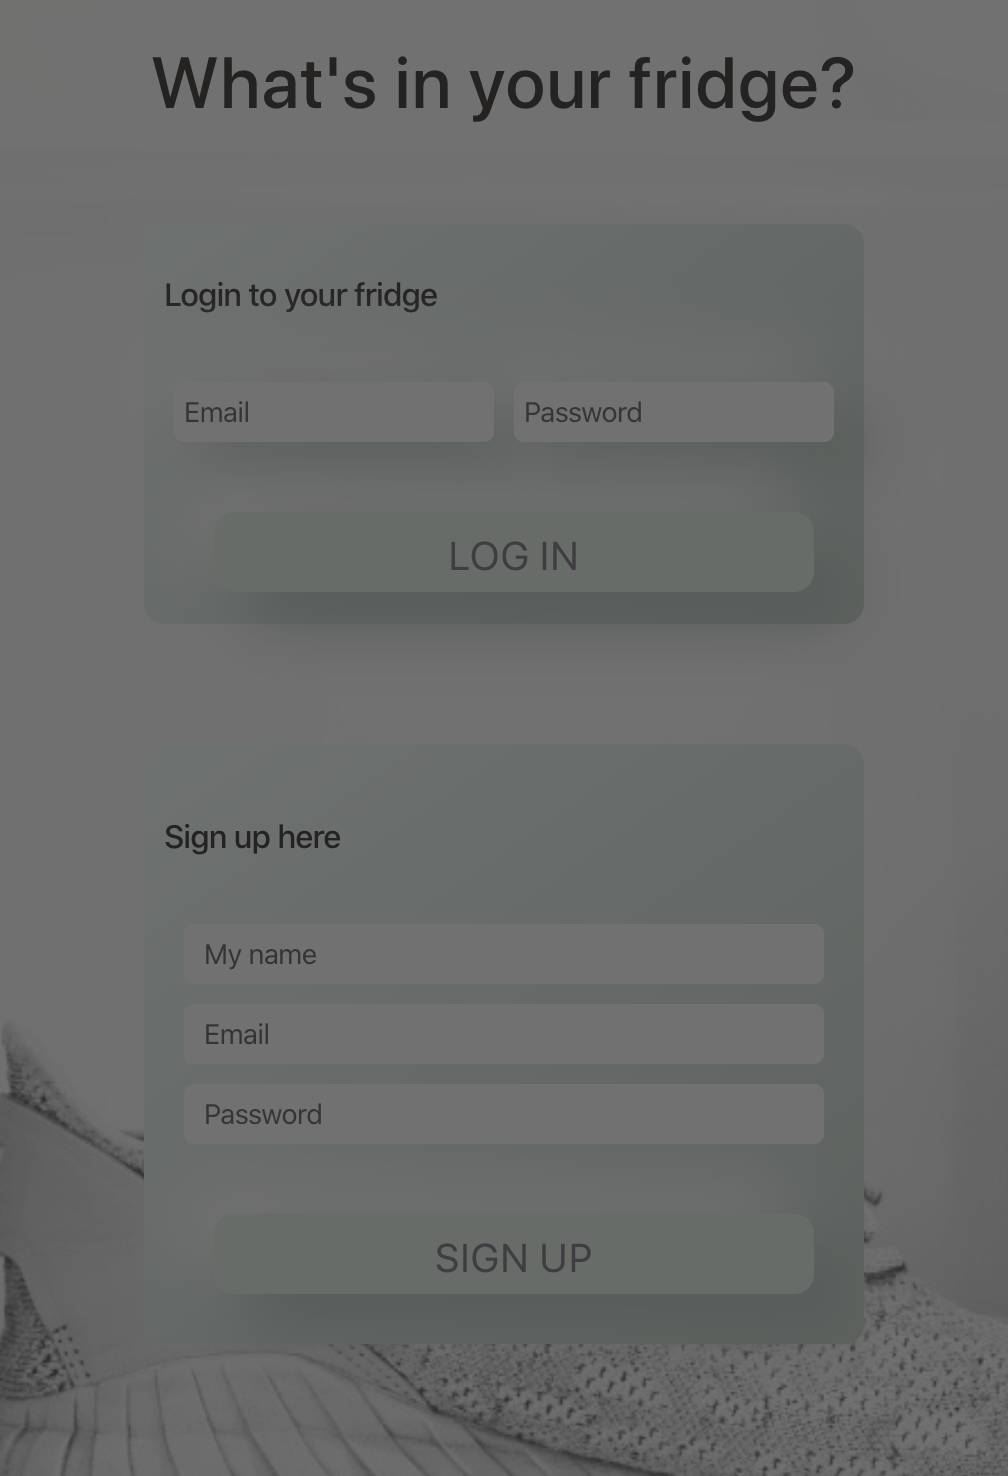 What's in your fridge?
Login to your fridge
Email
Password
LOG IN
Sign up here
My name
Email
Password
SIGN UP